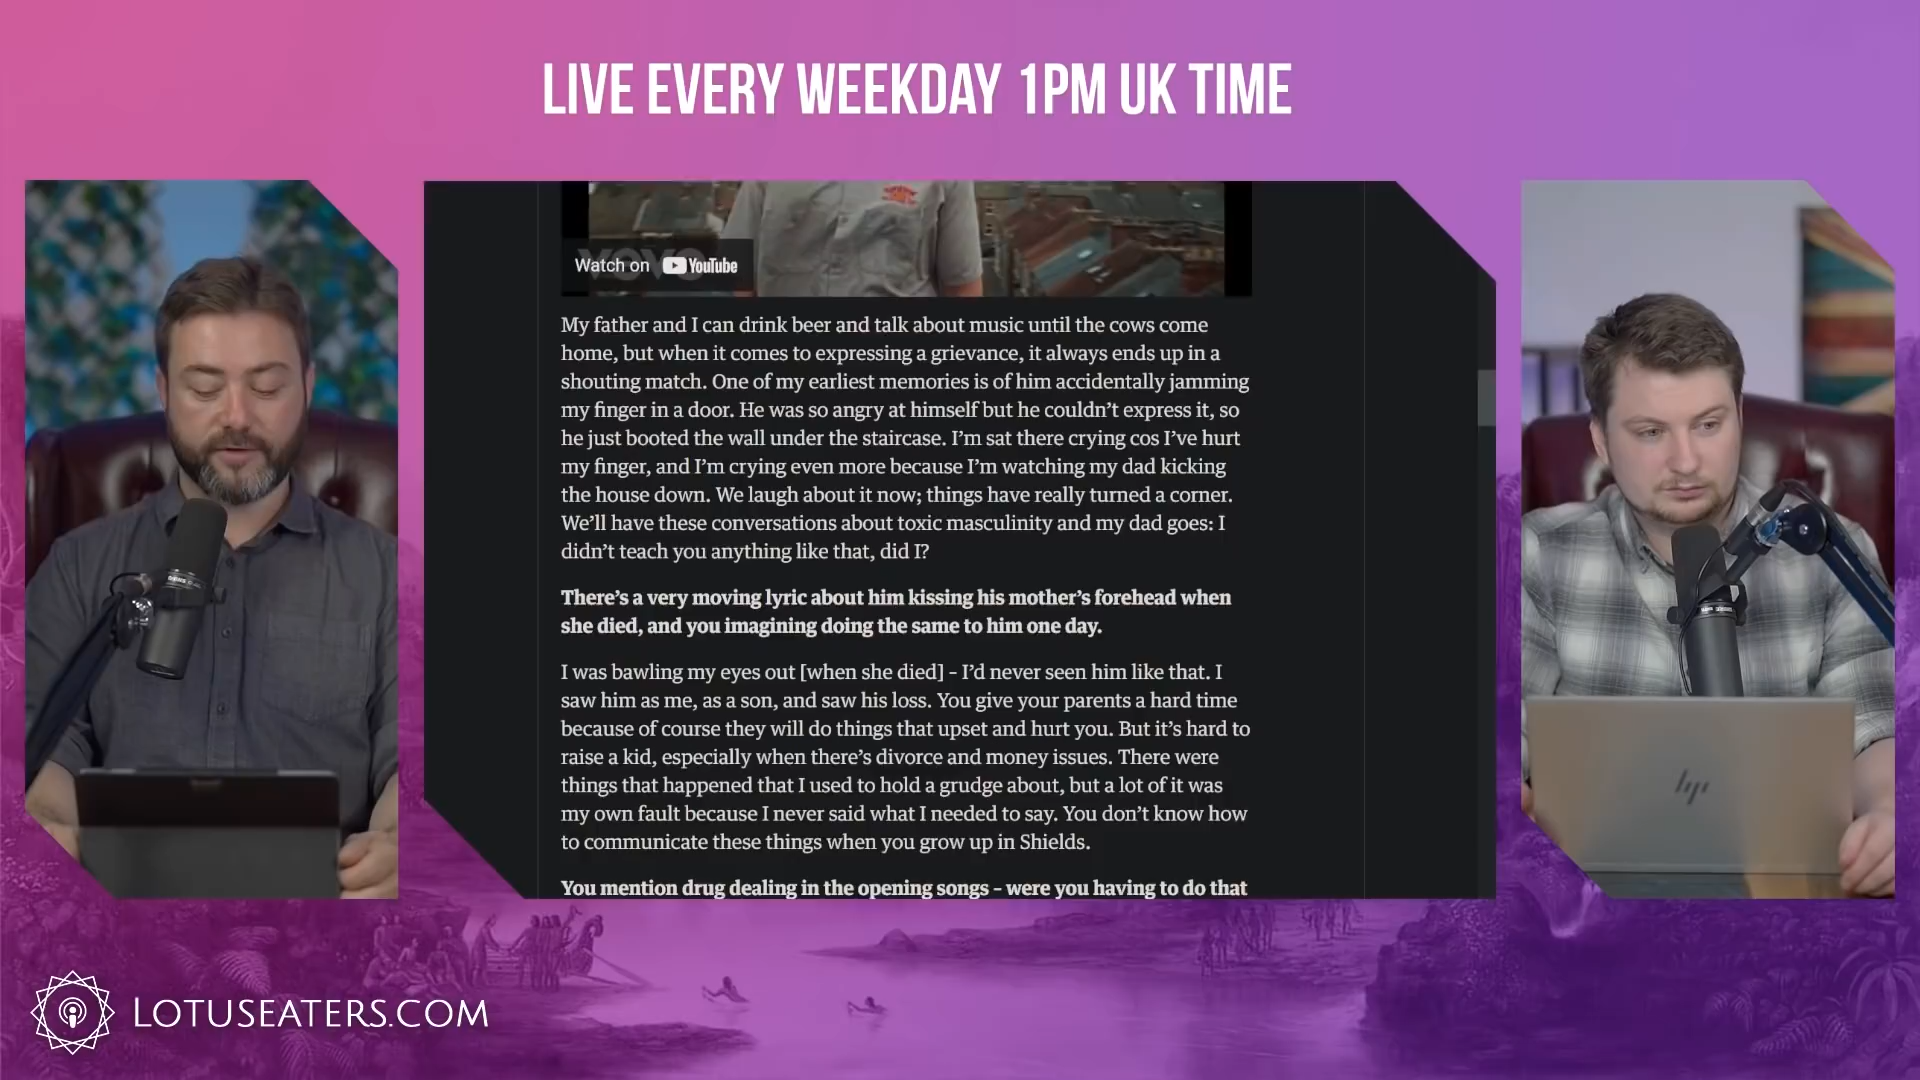 LIVE EVERY WEEKDAY 1PM UK TIME
vevo
Watch on YouTube
My father and I can drink beer and talk about music until the cows come
home, but when it comes to expressing a grievance, it always ends up in a
shouting match. One of my earliest memories is of him accidentally jamming
my finger in a door. He was so angry at himself but he couldn’t express it, so
he just booted the wall under the staircase. I’m sat there crying cos I’ve hurt
my finger, and I’m crying even more because I’m watching my dad kicking
the house down. We laugh about it now; things have really turned a corner.
We’ll have these conversations about toxic masculinity and my dad goes: I
didn’t teach you anything like that, did I?
There’s a very moving lyric about him kissing his mother’s forehead when
she died, and you imagining doing the same to him one day.
I was bawling my eyes out [when she died] – I’d never seen him like that. I
saw him as me, as a son, and saw his loss. You give your parents a hard time
because of course they will do things that upset and hurt you. But it’s hard to
raise a kid, especially when there’s divorce and money issues. There were
things that happened that I used to hold a grudge about, but a lot of it was
my own fault because I never said what I needed to say. You don’t know how
to communicate these things when you grow up in Shields.
You mention drug dealing in the opening songs – were you having to do that
hp
LOTUSEATERS.COM